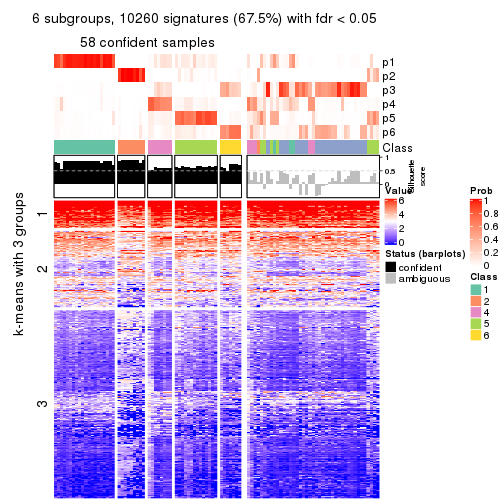 6 subgroups, 10260 signatures (67.5%) with fdr < 0.05
58 confident samples
p1
p2
p3
p4
p5
p6
Class
1
0.5
0
Silhouette
score
k-means with 3 groups
1
2
3
Value
6
4
2
0
Status (barplots)
confident
ambiguous
Prob
1
0.8
0.6
0.4
0.2
0
Class
1
2
4
5
6